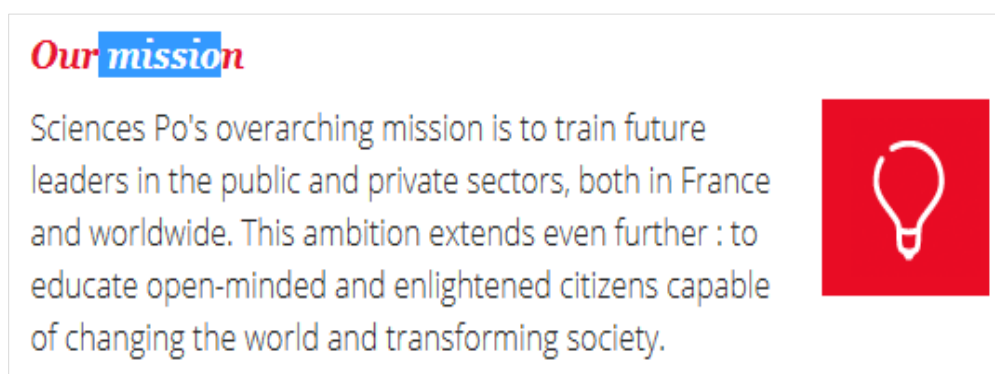 Our mission
Sciences Po's overarching mission is to train future
leaders in the public and private sectors, both in France
and worldwide. This ambition extends even further : to
educate open-minded and enlightened citizens capable
of changing the world and transforming society.